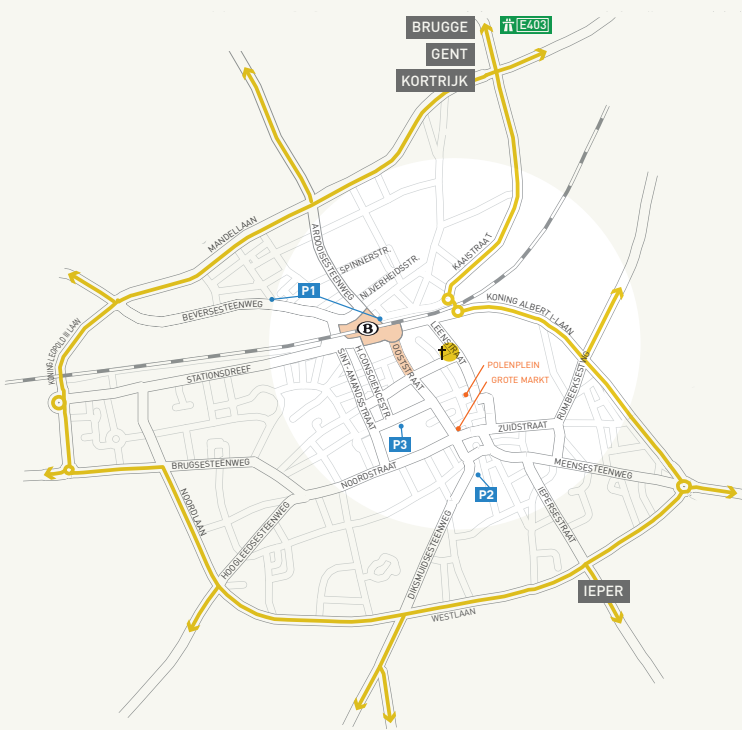 BRUGGE
E403
GENT
KORTRIJK
MANDELLAAN
ARDOOISESTEENWEG
SPINNERSTR.
NIJVERHEIDSSTR.
KAAISTRAAT
P1
BEVERSESTEENWEG
KONING ALBERT I-LAAN
B
KONING LEOPOLD III LAAN
STATIONSDREEF
SINT-AMANDSSTRAAT
H.CONSCIENCESTR.
OOSTSTRAAT
LEENSTRAAT
POLENPLEIN
GROTE MARKT
RUMBEEKSESTWG
P3
ZUIDSTRAAT
BRUGSESTEENWEG
NOORDSTRAAT
MEENSESTEENWEG
P2
NOORDLAAN
HOOGLEEDSESTEENWEG
DIKSMUIDSESTEENWEG
IEPERSESTRAAT
IEPER
WESTLAAN